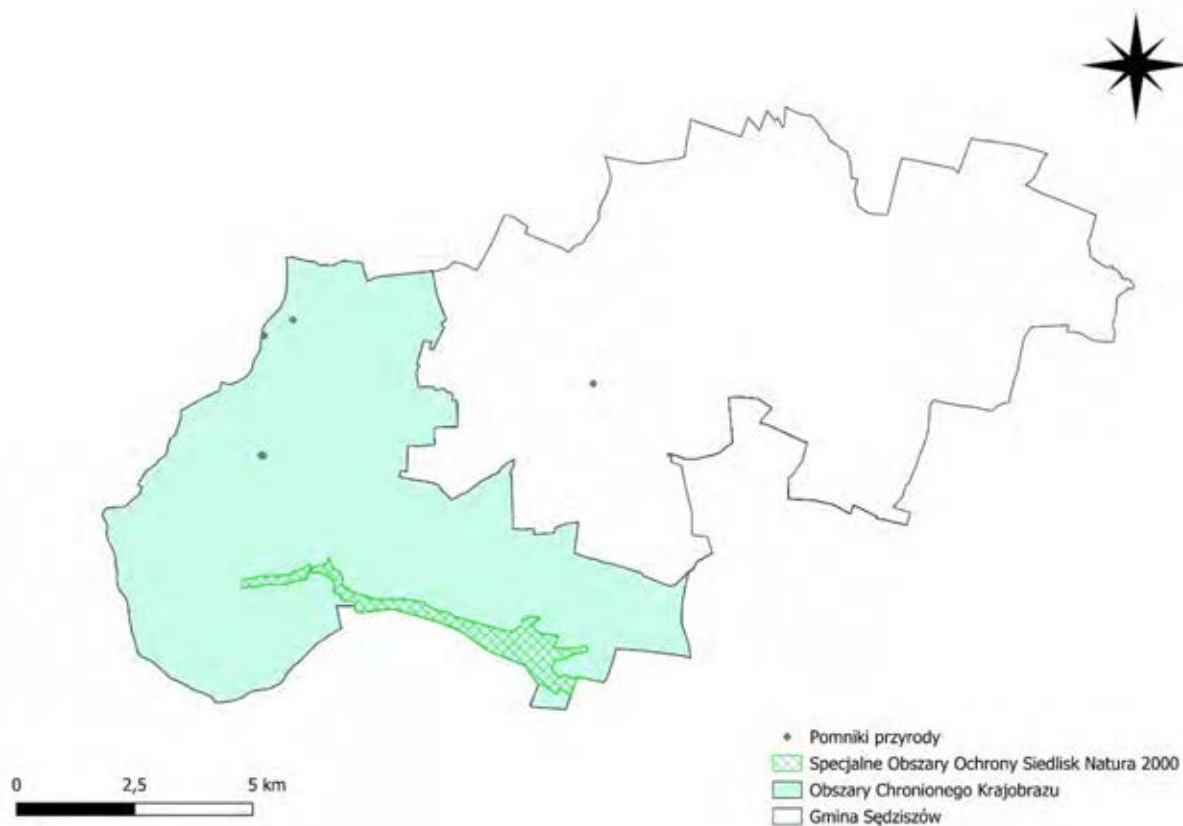 Pomniki przyrody
Specjalne Obszary Ochrony Siedlisk Natura 2000
Obszary Chronionego Krajobrazu
Gmina Sędziszów
0 2,5 5 km